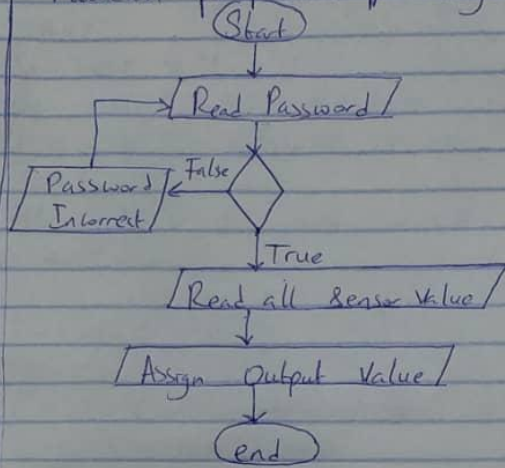 Start
Read Password
False
Password
Incorrect
True
Read all Sensor Value
Assign Output Value
end